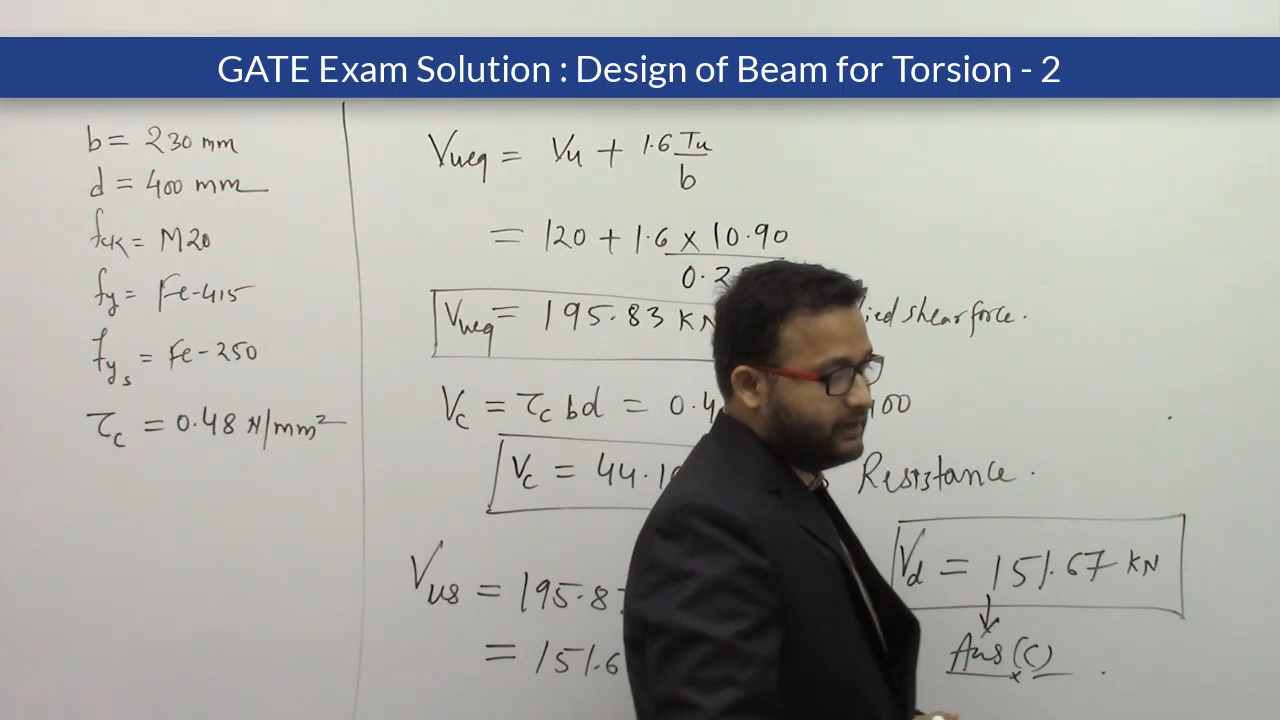 GATE Exam Solution : Design of Beam for Torsion - 2
b = 230 mm
d = 400 mm
fck = M20
fy = Fe-415
fys = Fe-250
τc = 0.48 N/mm²
Vueq = Vu + 1.6 Tu/b
= 120 + 1.6 x 10.90
0.2
Vueq = 195.83 KN
shear force.
Vc = τc bd = 0.4
00
Vc = 44.1
Resistance.
Vus = 195.8
= 151.6
Vd = 151.67 KN
Ans (C)